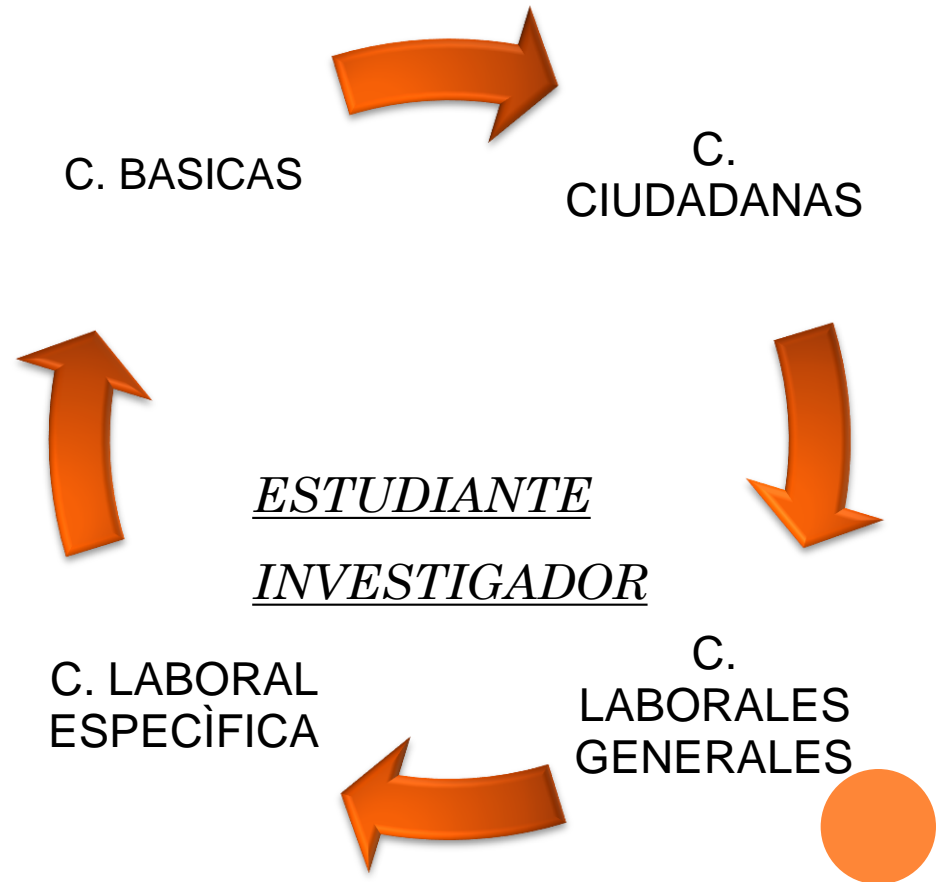 C. BASICAS
C.
CIUDADANAS
ESTUDIANTE
INVESTIGADOR
C. LABORAL
ESPECÌFICA
C.
LABORALES
GENERALES